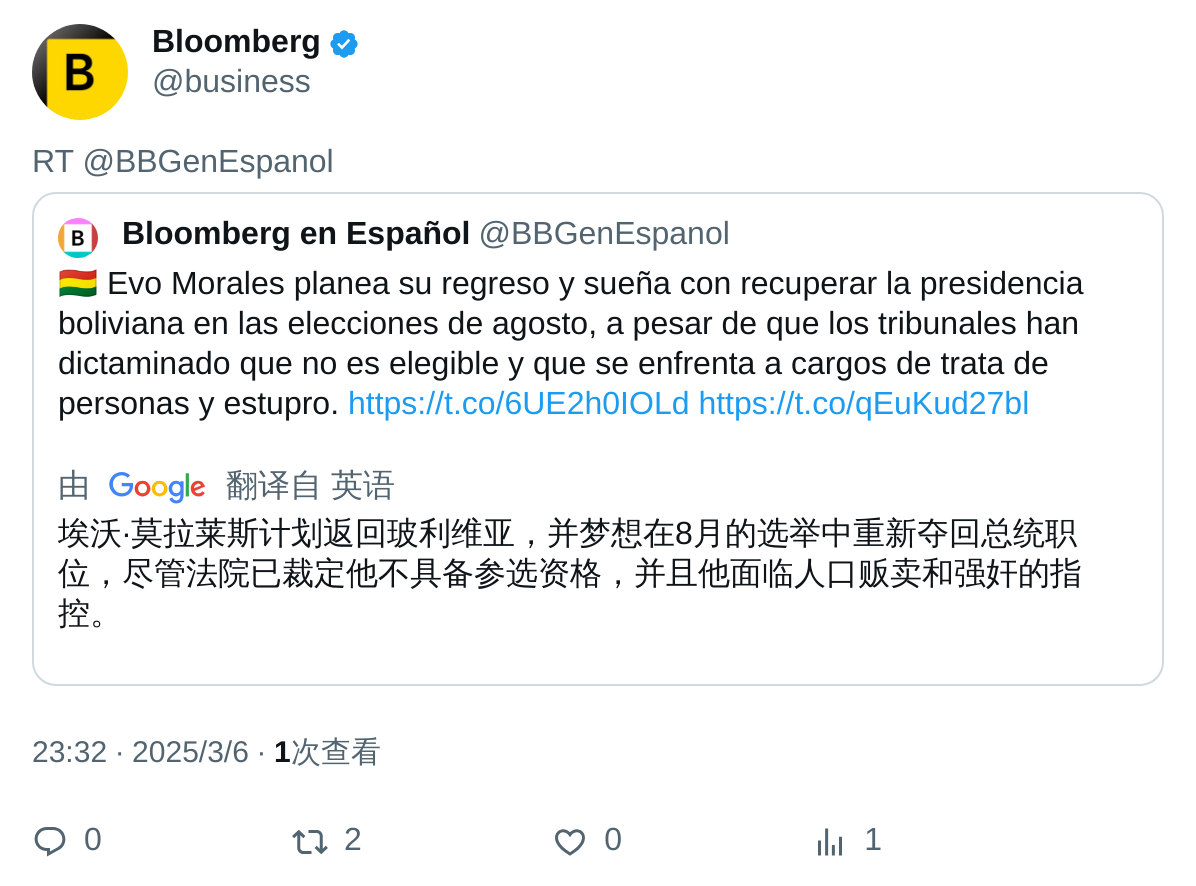 Bloomberg
@business
RT @BBGenEspanol
B
B
Bloomberg en Español @BBGenEspanol
🇧🇴 Evo Morales planea su regreso y sueña con recuperar la presidencia
boliviana en las elecciones de agosto, a pesar de que los tribunales han
dictaminado que no es elegible y que se enfrenta a cargos de trata de
personas y estupro. https://t.co/6UE2h0IOLd https://t.co/qEuKud27bl
由 Google 翻译自 英语
埃沃·莫拉莱斯计划返回玻利维亚，并梦想在8月的选举中重新夺回总统职
位，尽管法院已裁定他不具备参选资格，并且他面临人口贩卖和强奸的指
控。
23:32 · 2025/3/6 · 1次查看
0 2 0 1